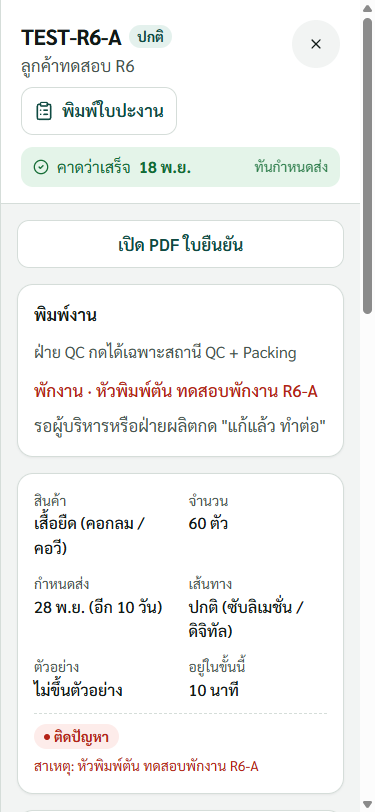 TEST-R6-A ปกติ
ลูกค้าทดสอบ R6
พิมพ์ใบปะงาน
คาดว่าเสร็จ 18 พ.ย. ทันกำหนดส่ง
เปิด PDF ใบยืนยัน
พิมพ์งาน
ฝ่าย QC กดได้เฉพาะสถานี QC + Packing
พักงาน · หัวพิมพ์ตัน ทดสอบพักงาน R6-A
รอผู้บริหารหรือฝ่ายผลิตกด "แก้แล้ว ทำต่อ"
สินค้า
เสื้อยืด (คอกลม /
คอวี)
จำนวน
60 ตัว
กำหนดส่ง
28 พ.ย. (อีก 10 วัน)
เส้นทาง
ปกติ (ซับลิเมชั่น /
ดิจิทัล)
ตัวอย่าง
ไม่ขึ้นตัวอย่าง
อยู่ในขั้นนี้
10 นาที
ติดปัญหา
สาเหตุ: หัวพิมพ์ตัน ทดสอบพักงาน R6-A